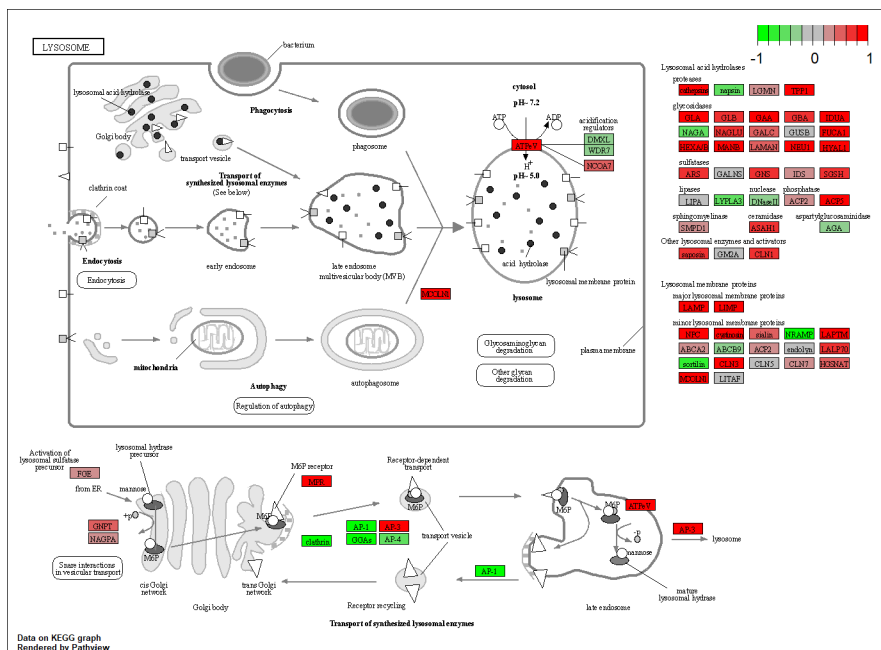 LYSOSOME
bacterium
-1
0
1
lysosomal acid hydrolase
Phagocytosis
Golgi body
transport vesicle
phagosome
cytosol
pH~ 7.2
ATP
ADP
acidification
regulators
ATPeV
DMXL
WDR7
NCOA7
H+
pH~ 5.0
Transport of
synthesized lysosomal enzymes
(See below)
clathrin coat
Endocytosis
Endocytosis
early endosome
late endosome
multivesicular body (MVB)
acid hydrolase
lysosomal membrane protein
lysosome
MCOLN1
mitochondria
Autophagy
Regulation of autophagy
autophagosome
Glycosaminoglycan
degradation
Other glycan
degradation
plasma membrane
Lysosomal acid hydrolases
proteases
cathepsin
napsin
LGMN
TPP1
glycosidases
GLA
GLB
GAA
GBA
IDUA
NAGA
NAGLU
GALC
GUSB
FUCA1
HEXA/B
MANB
LAMAN
NEU1
HYAL1
sulfatases
ARS
GALNS
GNS
IDS
SGSH
lipases
nuclease
phosphatase
LIPA
LYPLA3
DNaseII
ACP2
ACP5
sphingomyelinase
ceramidase
aspartylglucosaminidase
SMPD1
ASAH1
AGA
Other lysosomal enzymes and activators
saposin
GM2A
CLN1
Lysosomal membrane proteins
major lysosomal membrane proteins
LAMP
LIMP
minor lysosomal membrane proteins
NPC
cystinosin
sialin
NRAMP
LAPTM
ABCA2
ABCB9
ACP2
endolyn
LALP70
sortilin
CLN3
CLN5
CLN7
HGSNAT
MCOLN1
LITAF
Activation of
lysosomal sulfatase
precursor
FGE
from ER
lysosomal hydrase
precursor
mannose
+p
GNPT
NAGPA
M6P
Snare interactions
in vesicular transport
cis Golgi
network
Golgi body
trans Golgi
network
M6P receptor
MPR
M6P
clathrin
AP-1
AP-3
GGAs
AP-4
Receptor-dependent
transport
M6P
transport vesicle
Receptor recycling
AP-1
M6P
M6P
ATPeV
-p
mannose
AP-3
lysosome
mature
lysosomal hydrase
late endosome
Transport of synthesized lysosomal enzymes
Data on KEGG graph
Rendered by Pathview